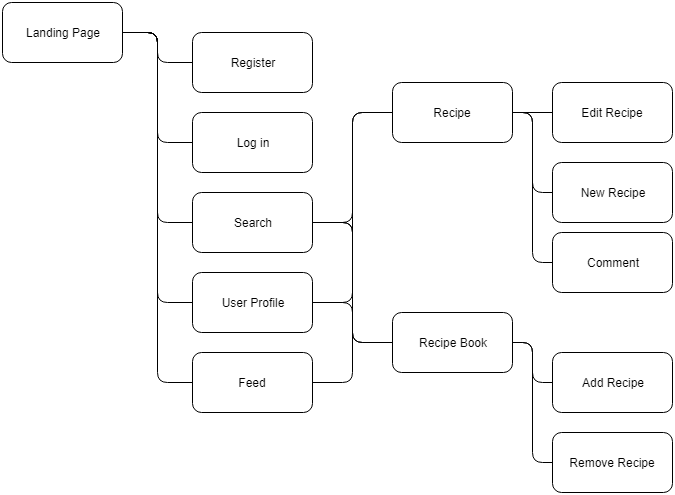 Landing Page
Register
Log in
Search
User Profile
Feed
Recipe
Recipe Book
Edit Recipe
New Recipe
Comment
Add Recipe
Remove Recipe